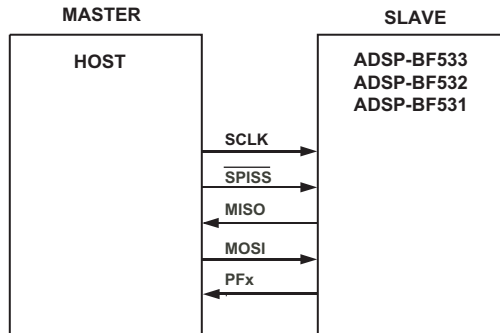 MASTER
SLAVE
HOST
ADSP-BF533
ADSP-BF532
ADSP-BF531
SCLK
SPISS
MISO
MOSI
PFx